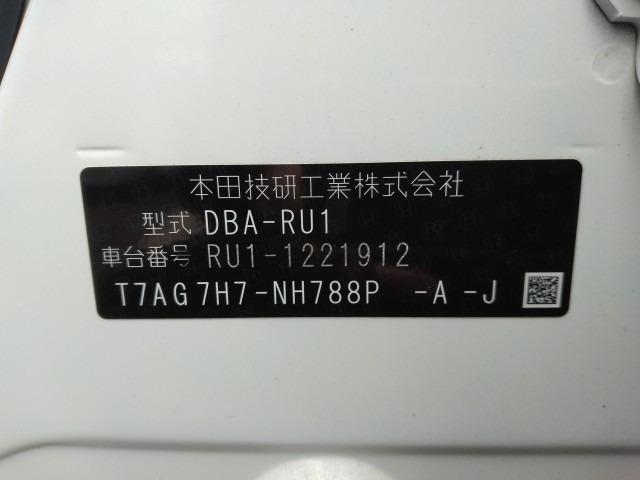 本田技研工業株式会社
型式 DBA-RU1
車台番号 RU1-1221912
T7AG7H7-NH788P -A -J